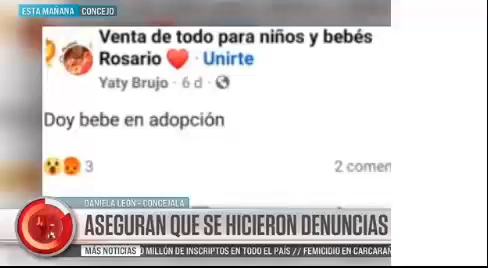 ESTA MAÑANA / CONCEJO
Venta de todo para niños y bebés
Rosario ❤️ · Unirte
Yaty Brujo · 6 d ·
Doy bebe en adopción
3
2 comen
DANIELA LEÓN - CONCEJALA
ASEGURAN QUE SE HICIERON DENUNCIAS
MÁS NOTICIAS
O MILLÓN DE INSCRIPTOS EN TODO EL PAÍS // FEMICIDIO EN CARCARAÑ